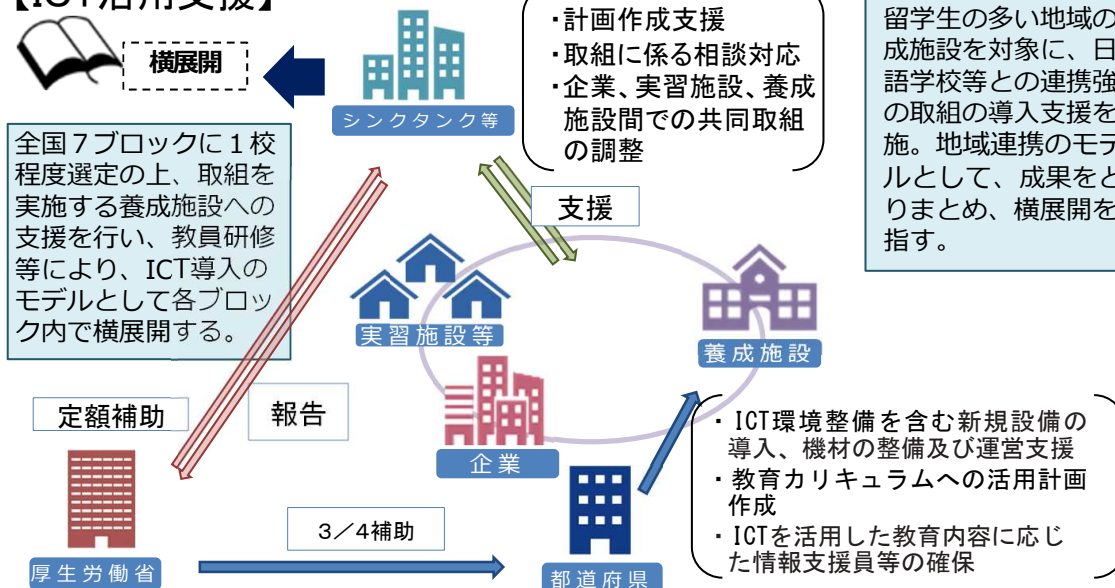 【ICT活用支援】
横展開
全国７ブロックに１校
程度選定の上、取組を
実施する養成施設への
支援を行い、教員研修
等により、ICT導入の
モデルとして各ブロッ
ク内で横展開する。
シンクタンク等
・計画作成支援
・取組に係る相談対応
・企業、実習施設、養成
施設間での共同取組
の調整
留学生の多い地域の
成施設を対象に、日
語学校等との連携強
の取組の導入支援を
施。地域連携のモデ
ルとして、成果をと
りまとめ、横展開を
指す。
支援
実習施設等
養成施設
企業
定額補助
報告
厚生労働省
３／４補助
都道府県
・ICT環境整備を含む新規設備の
導入、機材の整備及び運営支援
・教育カリキュラムへの活用計画
作成
・ICTを活用した教育内容に応じ
た情報支援員等の確保